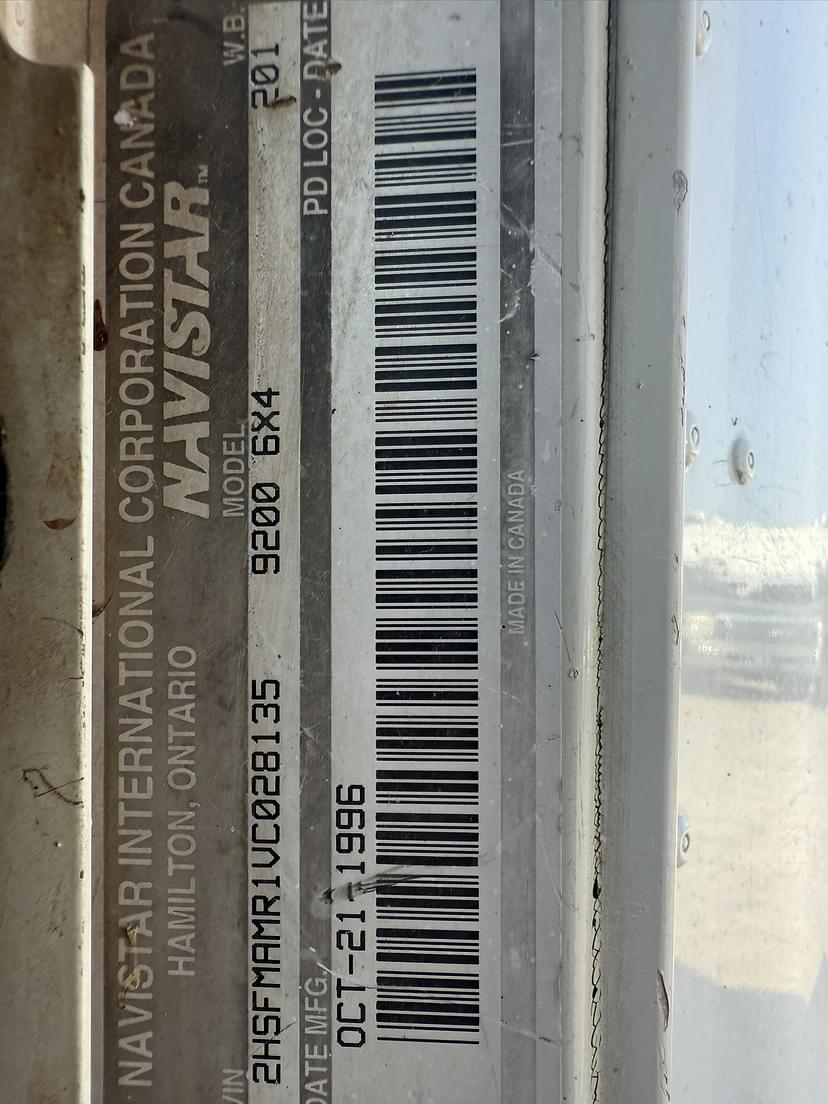 NAVISTAR INTERNATIONAL CORPORATION CANADA
HAMILTON, ONTARIO
NAVISTAR™
VIN MODEL W.B.
2HSFMAMR1VC028135 9200 6X4 201
DATE MFG. PD LOC - DATE
OCT-21-1996
MADE IN CANADA